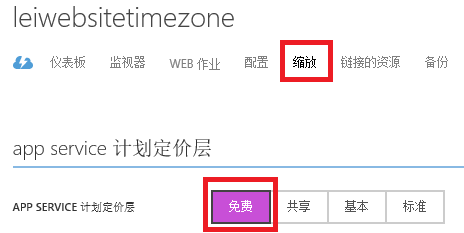 leiwebsitetimezone
仪表板 监视器 WEB 作业 配置 缩放 链接的资源 备份
app service 计划定价层
APP SERVICE 计划定价层 免费 共享 基本 标准